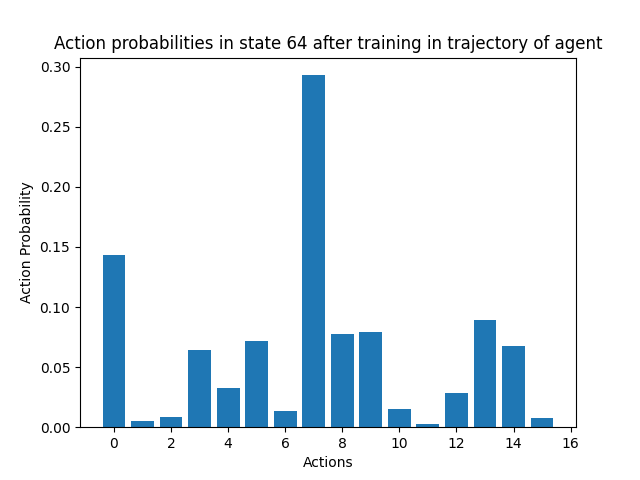 Action probabilities in state 64 after training in trajectory of agent
0.30
0.25
0.20
0.15
0.10
0.05
0.00
Action Probability
0 2 4 6 8 10 12 14 16
Actions